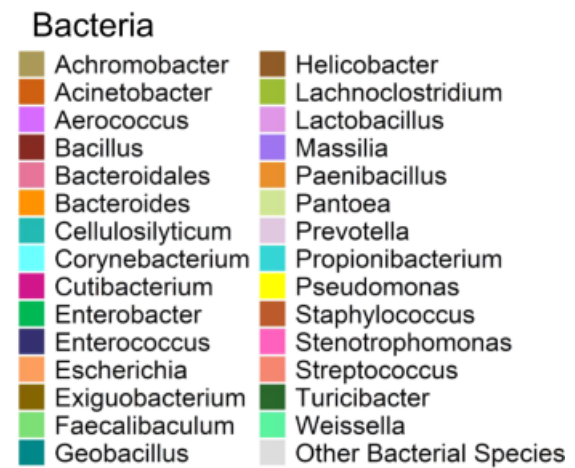 Bacteria
Achromobacter
Acinetobacter
Aerococcus
Bacillus
Bacteroidales
Bacteroides
Cellulosilyticum
Corynebacterium
Cutibacterium
Enterobacter
Enterococcus
Escherichia
Exiguobacterium
Faecalibaculum
Geobacillus
Helicobacter
Lachnoclostridium
Lactobacillus
Massilia
Paenibacillus
Pantoea
Prevotella
Propionibacterium
Pseudomonas
Staphylococcus
Stenotrophomonas
Streptococcus
Turicibacter
Weissella
Other Bacterial Species